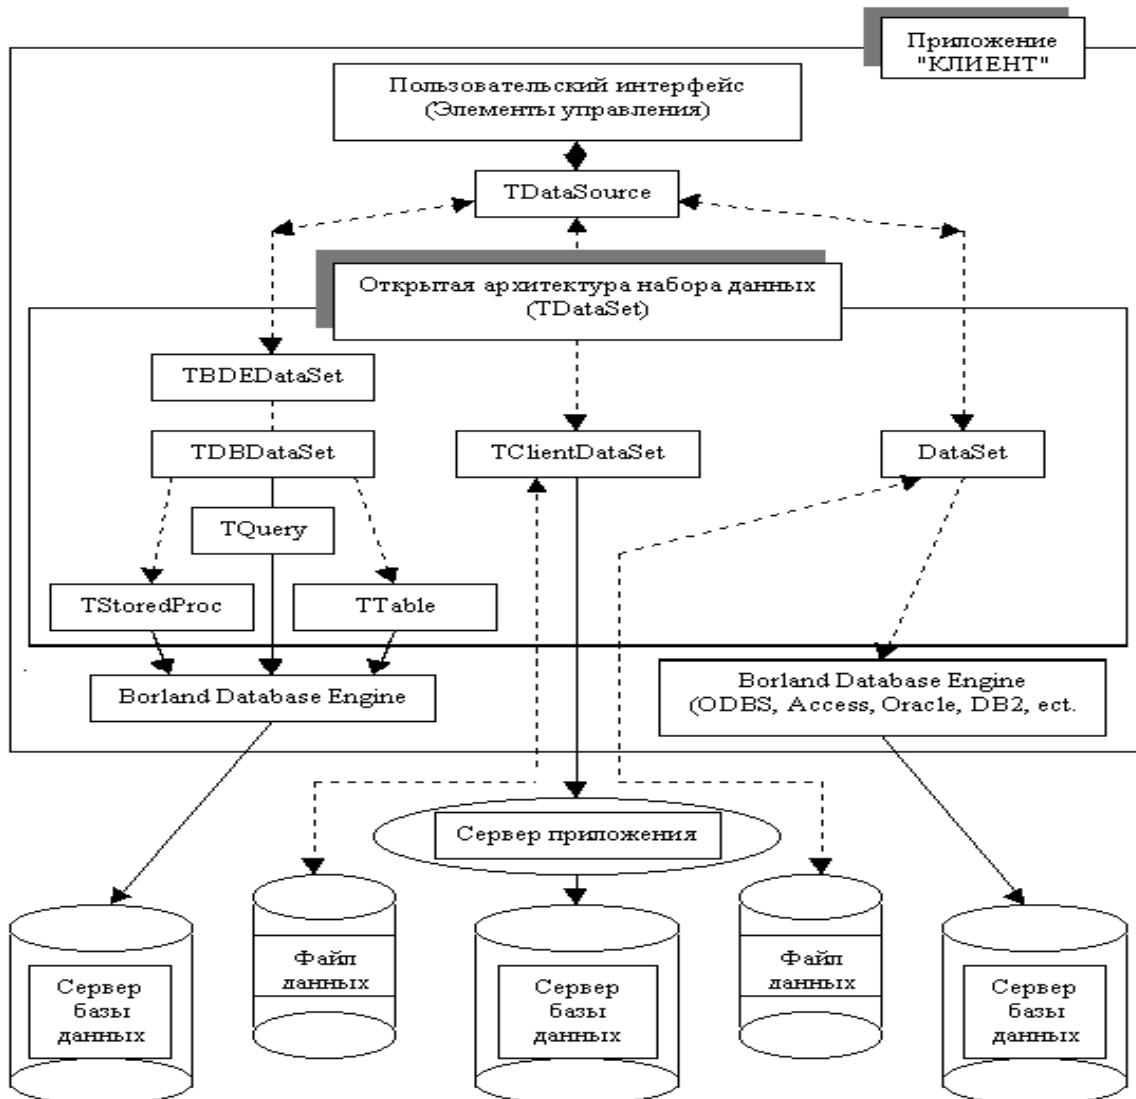 Приложение
"КЛИЕНТ"
Пользовательский интерфейс
(Элементы управления)
TDataSource
Открытая архитектура набора данных
(TDataSet)
TBDEDataSet
TDBDataSet
TClientDataSet
DataSet
TQuery
TStoredProc
TTable
Borland Database Engine
Borland Database Engine
(ODBS, Access, Oracle, DB2, ect.
Сервер приложения
Файл
данных
Файл
данных
Сервер
базы
данных
Сервер
базы
данных
Сервер
базы
данных